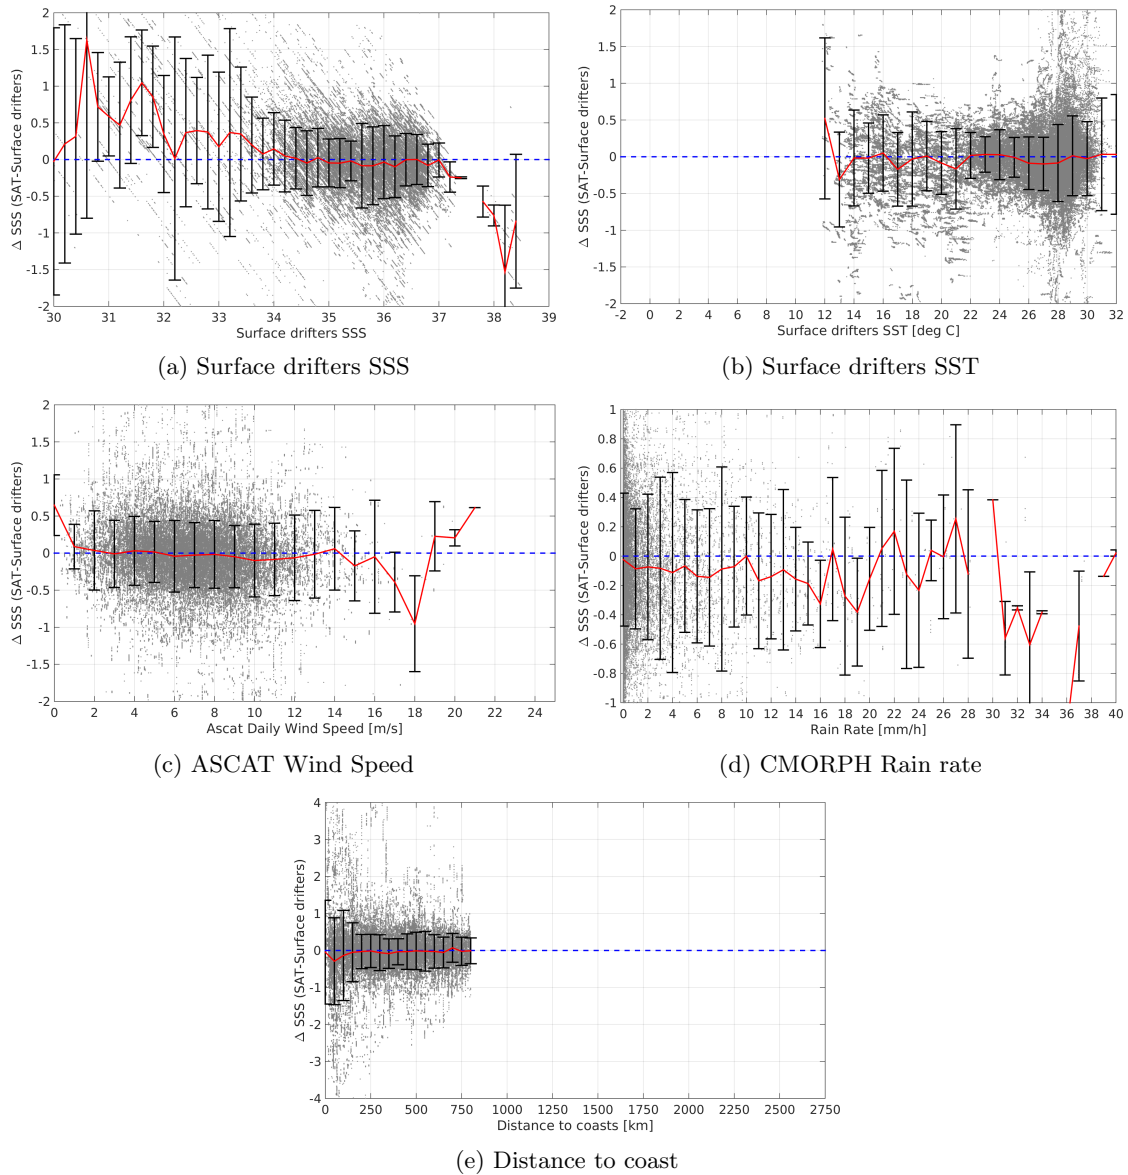 2
1.5
1
0.5
0
-0.5
-1
-1.5
-2
Δ SSS (SAT-Surface drifters)
30 31 32 33 34 35 36 37 38 39
Surface drifters SSS
(a) Surface drifters SSS
2
1.5
1
0.5
0
-0.5
-1
-1.5
-2
Δ SSS (SAT-Surface drifters)
-2 0 2 4 6 8 10 12 14 16 18 20 22 24 26 28 30 32
Surface drifters SST [deg C]
(b) Surface drifters SST
2
1.5
1
0.5
0
-0.5
-1
-1.5
-2
Δ SSS (SAT-Surface drifters)
0 2 4 6 8 10 12 14 16 18 20 22 24
Ascat Daily Wind Speed [m/s]
(c) ASCAT Wind Speed
1
0.8
0.6
0.4
0.2
0
-0.2
-0.4
-0.6
-0.8
-1
Δ SSS (SAT-Surface drifters)
0 2 4 6 8 10 12 14 16 18 20 22 24 26 28 30 32 34 36 38 40
Rain Rate [mm/h]
(d) CMORPH Rain rate
4
3
2
1
0
-1
-2
-3
-4
Δ SSS (SAT-Surface drifters)
0 250 500 750 1000 1250 1500 1750 2000 2250 2500 2750
Distance to coasts [km]
(e) Distance to coast